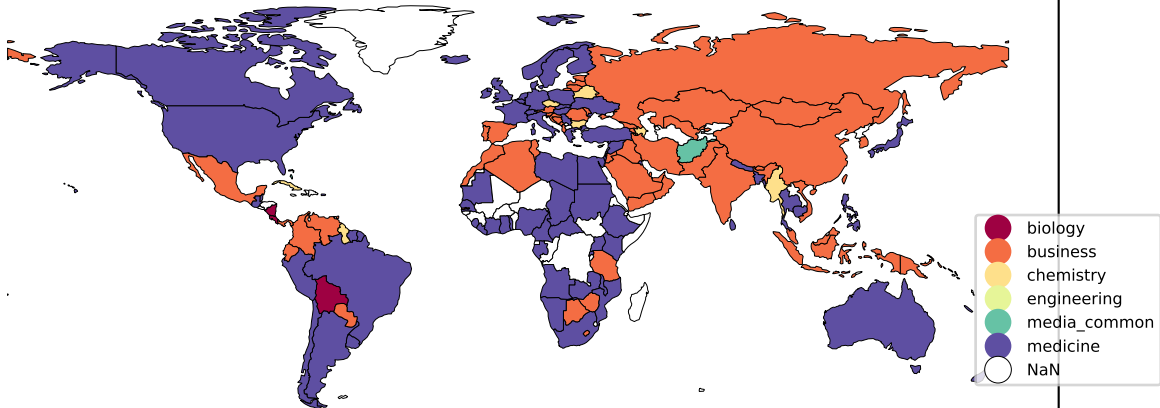 biology
business
chemistry
engineering
media_common
medicine
NaN